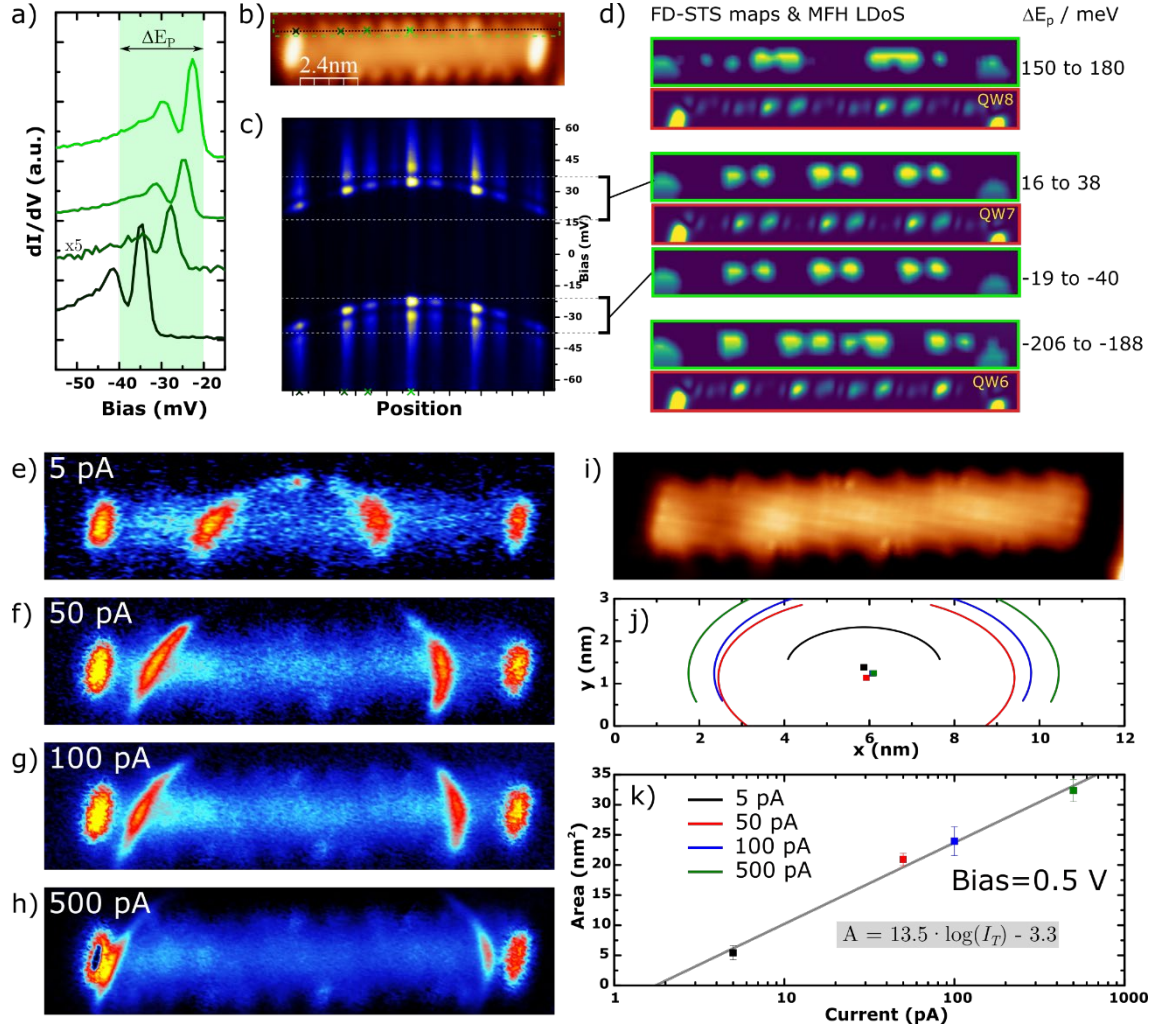 a)
dI/dV (a.u.)
ΔE_P
x5
-50 -40 -30 -20
Bias (mV)
b)
2.4nm
c)
60
45
30
15
0
-15
-30
-45
-60
Bias (mV)
Position
d)
FD-STS maps & MFH LDoS
ΔE_p / meV
150 to 180
QW8
16 to 38
QW7
-19 to -40
-206 to -188
QW6
e) 5 pA
f) 50 pA
g) 100 pA
h) 500 pA
i)
j)
y (nm)
3
2
1
0
0 2 4 6 8 10 12
x (nm)
k)
Area (nm²)
35
30
25
20
15
10
5
0
5 pA
50 pA
100 pA
500 pA
Bias=0.5 V
A = 13.5 · log(I_T) - 3.3
1 10 100 1000
Current (pA)